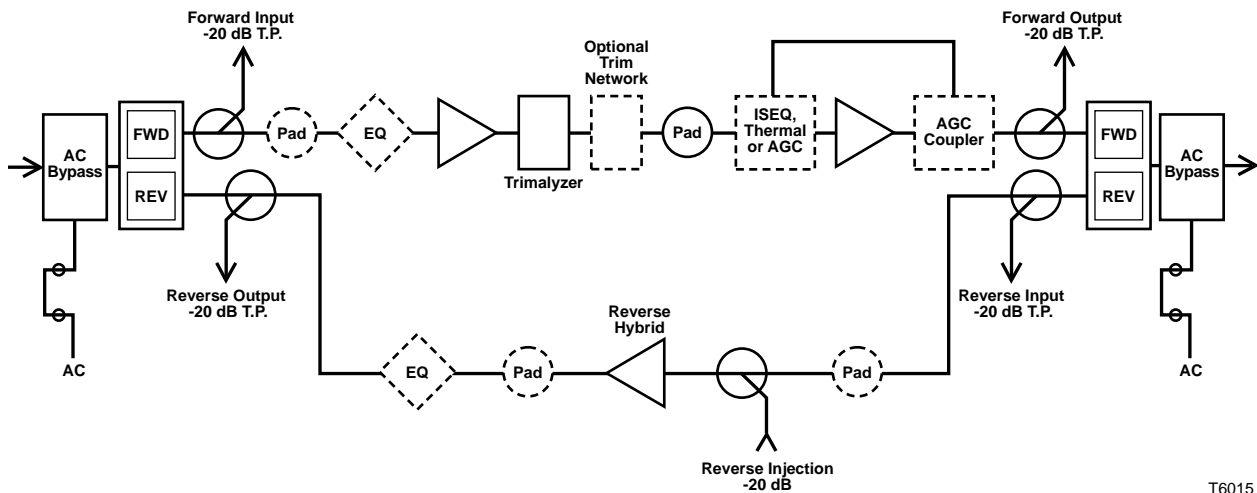 Forward Input
-20 dB T.P.
Forward Output
-20 dB T.P.
Optional
Trim
Network
AC
Bypass
FWD
REV
Pad
EQ
Trimalyzer
Pad
ISEQ,
Thermal
or AGC
AGC
Coupler
FWD
REV
AC
Bypass
Reverse Output
-20 dB T.P.
Reverse Input
-20 dB T.P.
Reverse
Hybrid
AC
EQ
Pad
Pad
AC
Reverse Injection
-20 dB
T6015